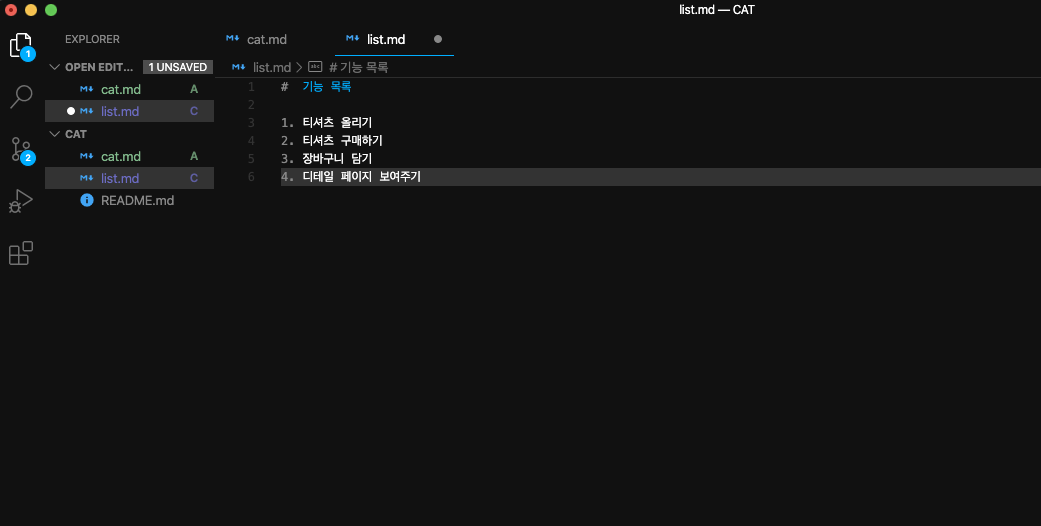 list.md — CAT
EXPLORER
cat.md
list.md
1
OPEN EDIT... 1 UNSAVED
list.md > # 기능 목록
cat.md A
list.md C
CAT
2
cat.md A
list.md C
README.md
1 # 기능 목록
2
3 1. 티셔츠 올리기
4 2. 티셔츠 구매하기
5 3. 장바구니 담기
6 4. 디테일 페이지 보여주기